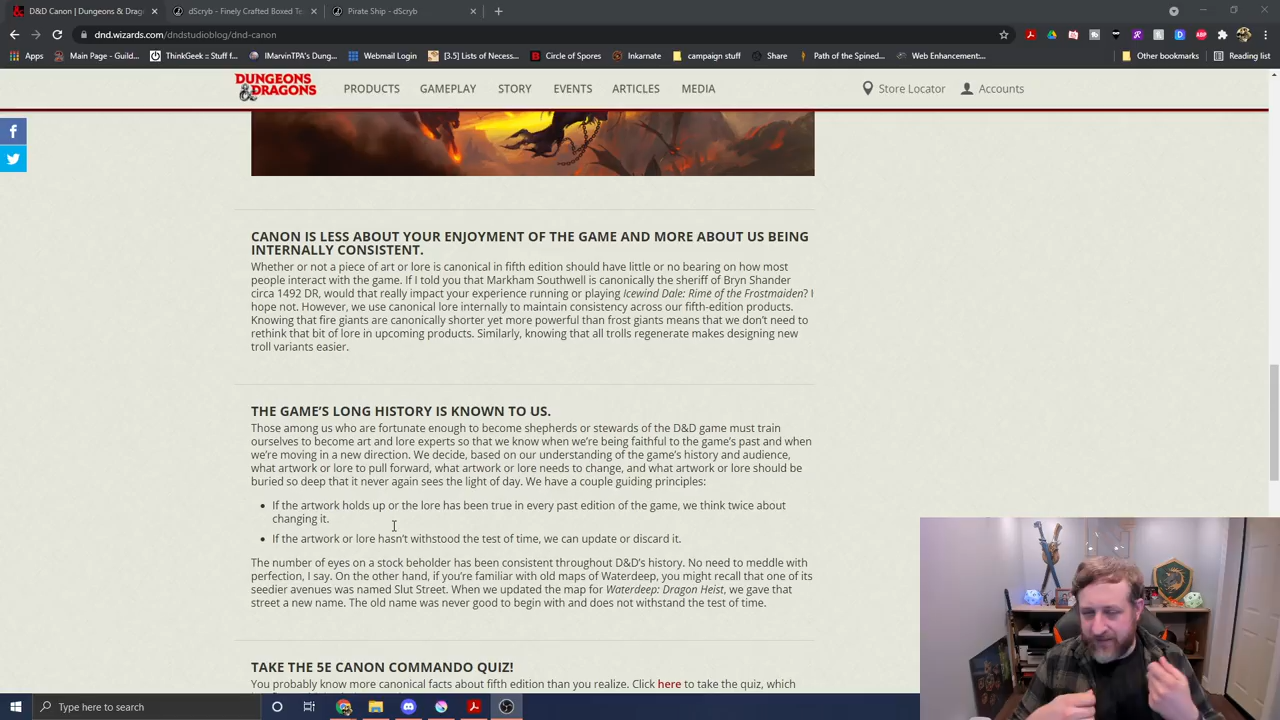 D&D Canon | Dungeons & Drag
dScryb - Finely Crafted Boxed Te
Pirate Ship - dScryb
dnd.wizards.com/dndstudioblog/dnd-canon
Apps
Main Page - Guild...
ThinkGeek :: Stuff f...
IMarvinTPA's Dung...
Webmail Login
[3.5] Lists of Necess...
Circle of Spores
Inkarnate
campaign stuff
Share
Path of the Spined...
Web Enhancement:...
Other bookmarks
Reading list
DUNGEONS & DRAGONS
PRODUCTS
GAMEPLAY
STORY
EVENTS
ARTICLES
MEDIA
Store Locator
Accounts
CANON IS LESS ABOUT YOUR ENJOYMENT OF THE GAME AND MORE ABOUT US BEING
INTERNALLY CONSISTENT.
Whether or not a piece of art or lore is canonical in fifth edition should have little or no bearing on how most
people interact with the game. If I told you that Markham Southwell is canonically the sheriff of Bryn Shander
circa 1492 DR, would that really impact your experience running or playing Icewind Dale: Rime of the Frostmaiden? I
hope not. However, we use canonical lore internally to maintain consistency across our fifth-edition products.
Knowing that fire giants are canonically shorter yet more powerful than frost giants means that we don't need to
rethink that bit of lore in upcoming products. Similarly, knowing that all trolls regenerate makes designing new
troll variants easier.
THE GAME'S LONG HISTORY IS KNOWN TO US.
Those among us who are fortunate enough to become shepherds or stewards of the D&D game must train
ourselves to become art and lore experts so that we know when we're being faithful to the game's past and when
we're moving in a new direction. We decide, based on our understanding of the game's history and audience,
what artwork or lore to pull forward, what artwork or lore needs to change, and what artwork or lore should be
buried so deep that it never again sees the light of day. We have a couple guiding principles:
• If the artwork holds up or the lore has been true in every past edition of the game, we think twice about
changing it.
• If the artwork or lore hasn't withstood the test of time, we can update or discard it.
The number of eyes on a stock beholder has been consistent throughout D&D's history. No need to meddle with
perfection, I say. On the other hand, if you're familiar with old maps of Waterdeep, you might recall that one of its
seedier avenues was named Slut Street. When we updated the map for Waterdeep: Dragon Heist, we gave that
street a new name. The old name was never good to begin with and does not withstand the test of time.
TAKE THE 5E CANON COMMANDO QUIZ!
You probably know more canonical facts about fifth edition than you realize. Click here to take the quiz, which
Type here to search